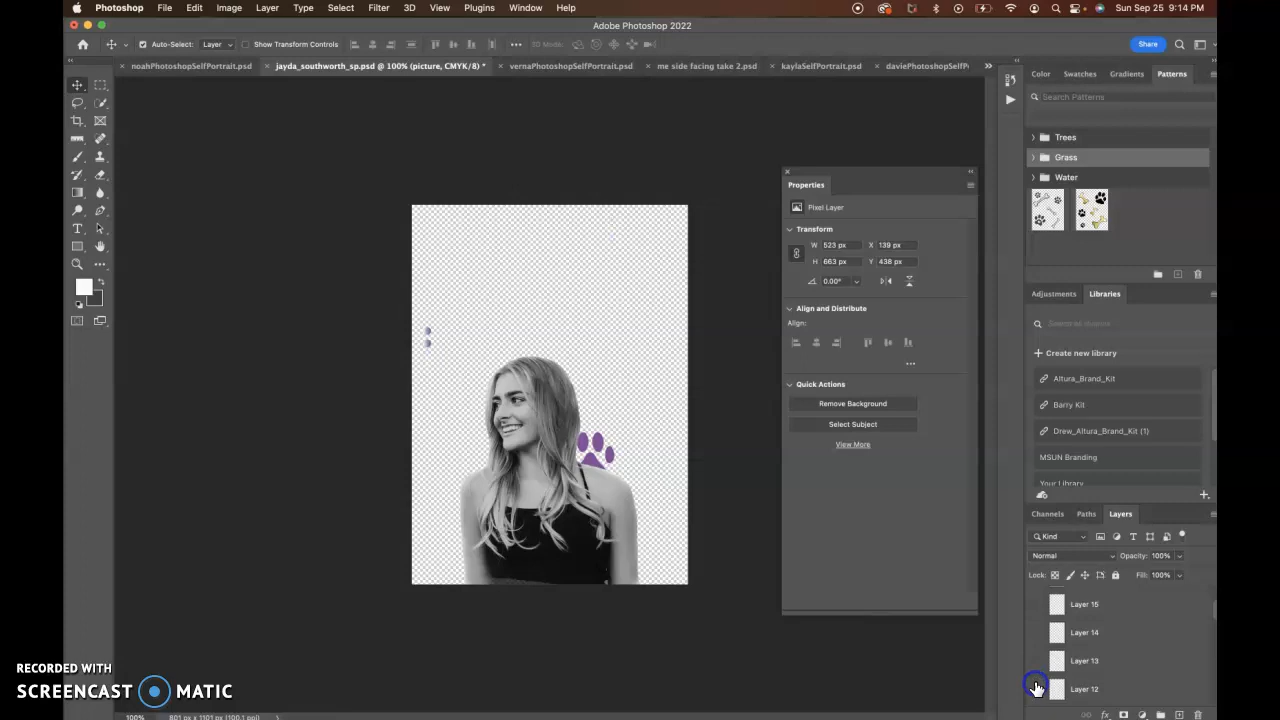 Photoshop File Edit Image Layer Type Select Filter 3D View Plugins Window Help Sun Sep 25 9:14 PM
Adobe Photoshop 2022
Auto-Select: Layer Show Transform Controls 3D Mode: Share
noahPhotoshopSelfPortrait.psd jayda_southworth_sp.psd @ 100% (picture, CMYK/8) * vernaPhotoshopSelfPortrait.psd me side facing take 2.psd kaylaSelfPortrait.psd daviePhotoshopSelfP
Color Swatches Gradients Patterns
Search Patterns
Trees
Grass
Water
Properties
Pixel Layer
Transform
W 523 px X 139 px
H 663 px Y 438 px
0.00°
Align and Distribute
Align:
Quick Actions
Remove Background
Select Subject
View More
Adjustments Libraries
Create new library
Altura_Brand_Kit
Barry Kit
Drew_Altura_Brand_Kit (1)
MSUN Branding
Your Library
Channels Paths Layers
Kind
Normal Opacity: 100%
Lock: Fill: 100%
Layer 15
Layer 14
Layer 13
Layer 12
100% 801 px x 1101 px (100.1 ppi)
RECORDED WITH
SCREENCAST MATIC